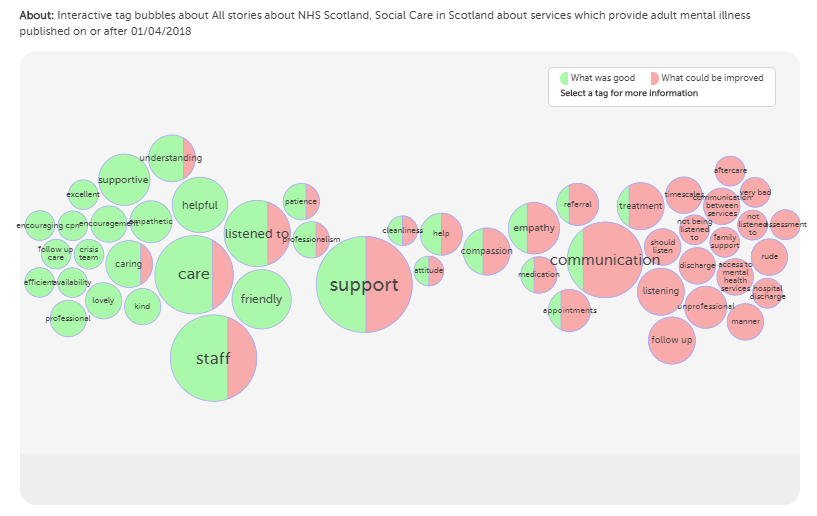 About: Interactive tag bubbles about All stories about NHS Scotland, Social Care in Scotland about services which provide adult mental illness
published on or after 01/04/2018
What was good
What could be improved
Select a tag for more information
understanding
supportive
excellent
helpful
patience
encouraging
cpn
encouragement
empathetic
listened to
professionalism
follow up
care
crisis
team
caring
care
efficient
availability
lovely
kind
friendly
professional
staff
support
cleanliness
help
attitude
compassion
empathy
medication
appointments
referral
communication
treatment
timescales
aftercare
communication
between
services
very bad
not being
listened
to
not
listened
to
assessment
should
listen
family
support
discharge
access to
mental
health
services
rude
listening
hospital
discharge
unprofessional
manner
follow up